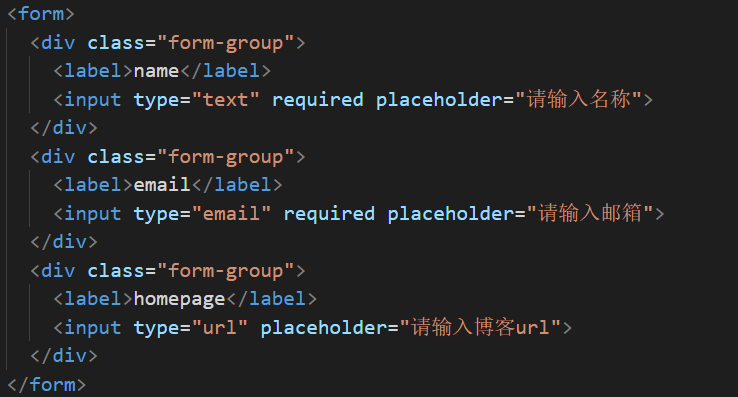 <form>
<div class="form-group">
<label>name</label>
<input type="text" required placeholder="请输入名称">
</div>
<div class="form-group">
<label>email</label>
<input type="email" required placeholder="请输入邮箱">
</div>
<div class="form-group">
<label>homepage</label>
<input type="url" placeholder="请输入博客url">
</div>
</form>